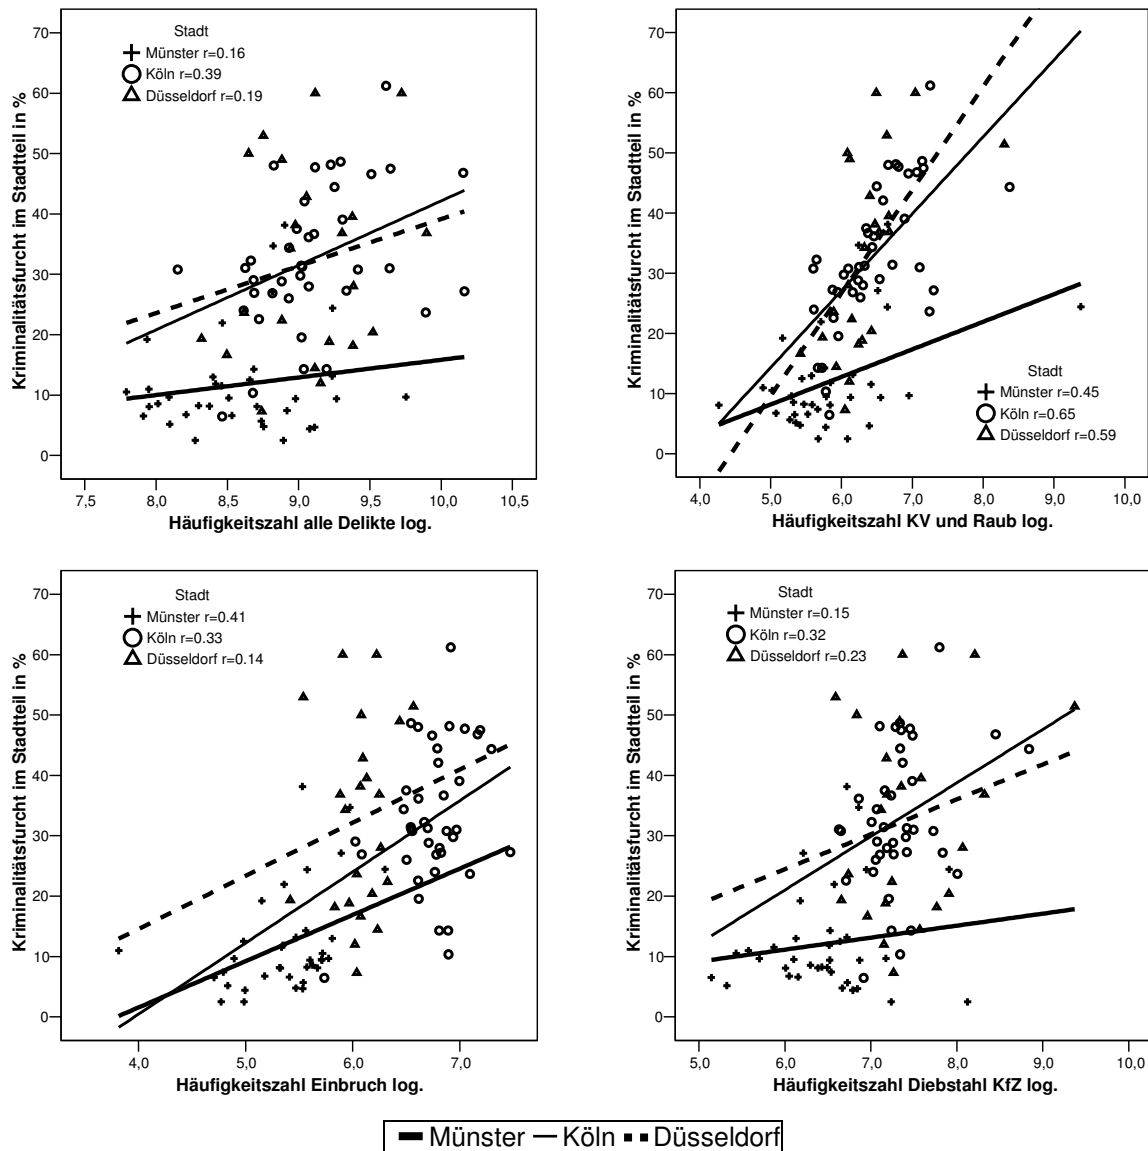 Kriminalitätsfurcht im Stadtteil in %
70
60
50
40
30
20
10
0
Stadt
Münster r=0.16
Köln r=0.39
Düsseldorf r=0.19
7,5 8,0 8,5 9,0 9,5 10,0 10,5
Häufigkeitszahl alle Delikte log.
Kriminalitätsfurcht im Stadtteil in %
70
60
50
40
30
20
10
0
Stadt
Münster r=0.45
Köln r=0.65
Düsseldorf r=0.59
4,0 5,0 6,0 7,0 8,0 9,0 10,0
Häufigkeitszahl KV und Raub log.
Kriminalitätsfurcht im Stadtteil in %
70
60
50
40
30
20
10
0
Stadt
Münster r=0.41
Köln r=0.33
Düsseldorf r=0.14
4,0 5,0 6,0 7,0
Häufigkeitszahl Einbruch log.
Kriminalitätsfurcht im Stadtteil in %
70
60
50
40
30
20
10
0
Stadt
Münster r=0.15
Köln r=0.32
Düsseldorf r=0.23
5,0 6,0 7,0 8,0 9,0 10,0
Häufigkeitszahl Diebstahl KfZ log.
Münster Köln Düsseldorf